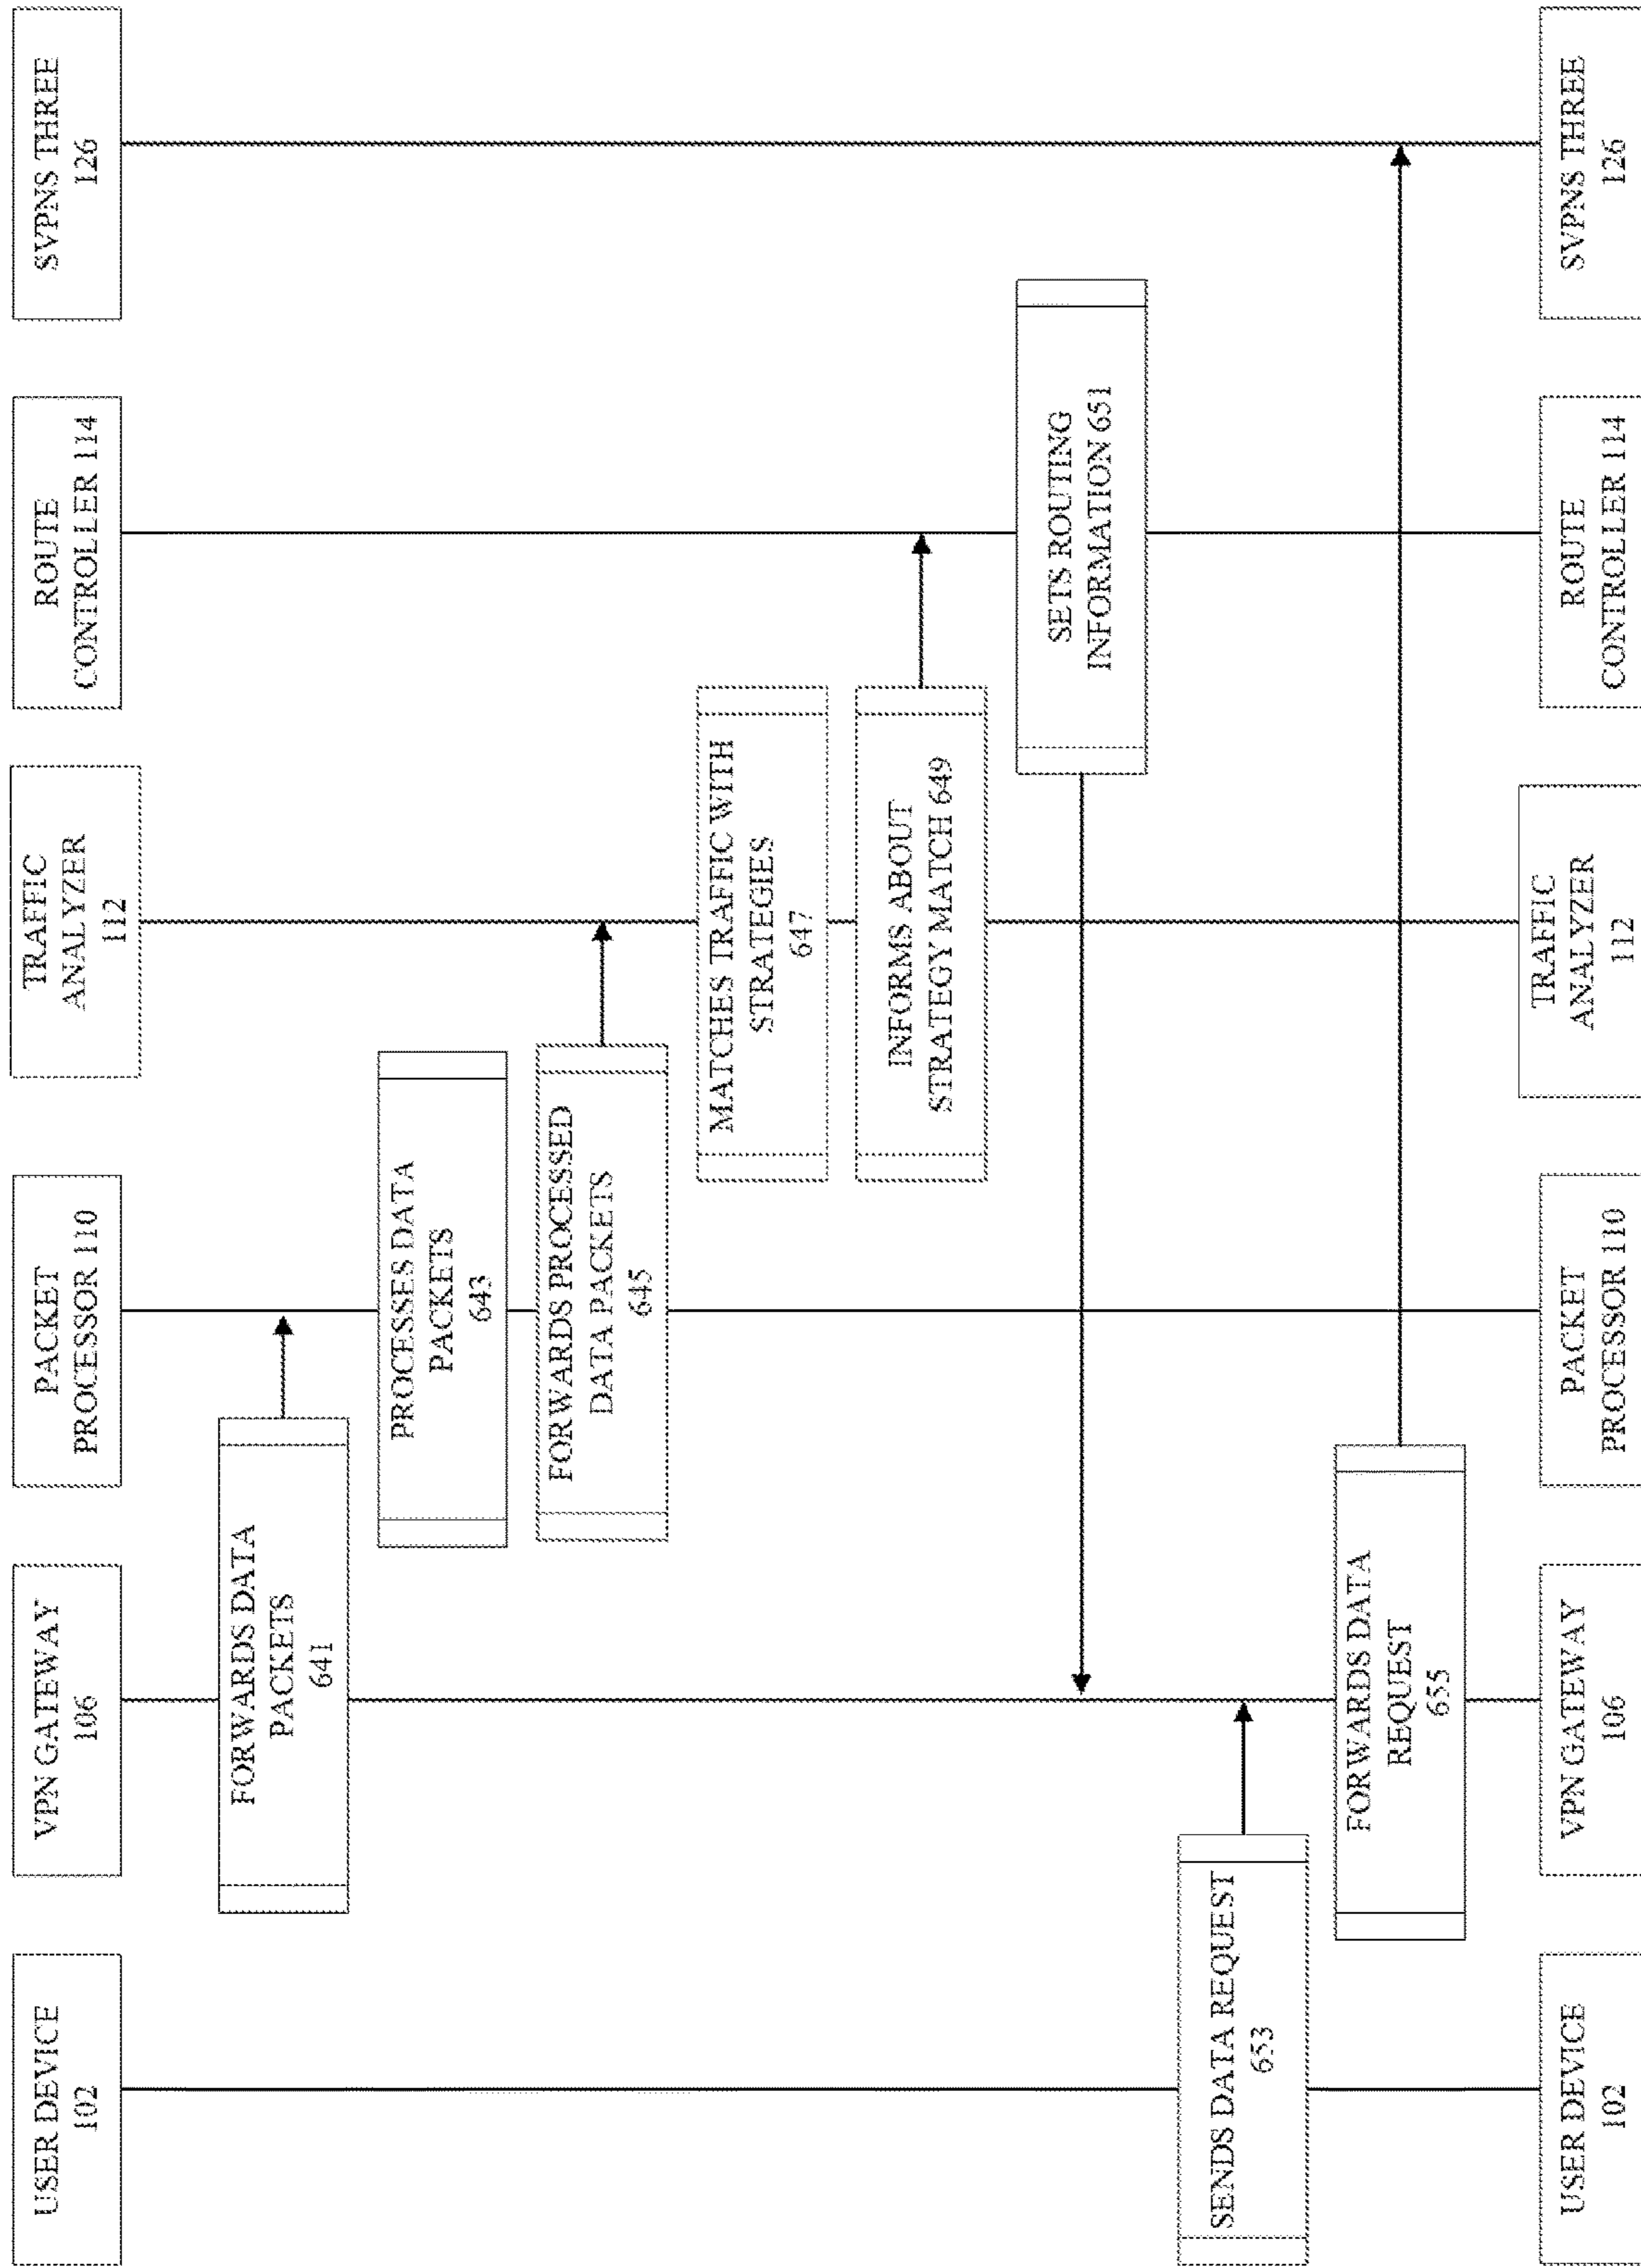 USER DEVICE
102
VPN GATEWAY
106
PACKET
PROCESSOR 110
TRAFFIC
ANALYZER
112
ROUTE
CONTROLLER 114
SVPNS THREE
126
FORWARDS DATA
PACKETS
641
PROCESSES DATA
PACKETS
643
FORWARDS PROCESSED
DATA PACKETS
645
MATCHES TRAFFIC WITH
STRATEGIES
647
INFORMS ABOUT
STRATEGY MATCH 649
SETS ROUTING
INFORMATION 651
SENDS DATA REQUEST
653
FORWARDS DATA
REQUEST
655
USER DEVICE
102
VPN GATEWAY
106
PACKET
PROCESSOR 110
TRAFFIC
ANALYZER
112
ROUTE
CONTROLLER 114
SVPNS THREE
126